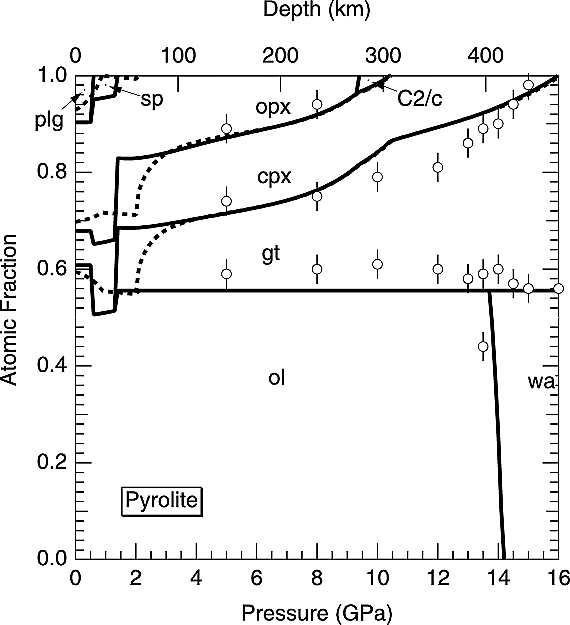 Depth (km)
0 100 200 300 400
1.0
plg
sp
opx
C2/c
0.8
cpx
gt
0.6
Atomic Fraction
0.4
ol
wa
0.2
Pyrolite
0.0
0 2 4 6 8 10 12 14 16
Pressure (GPa)